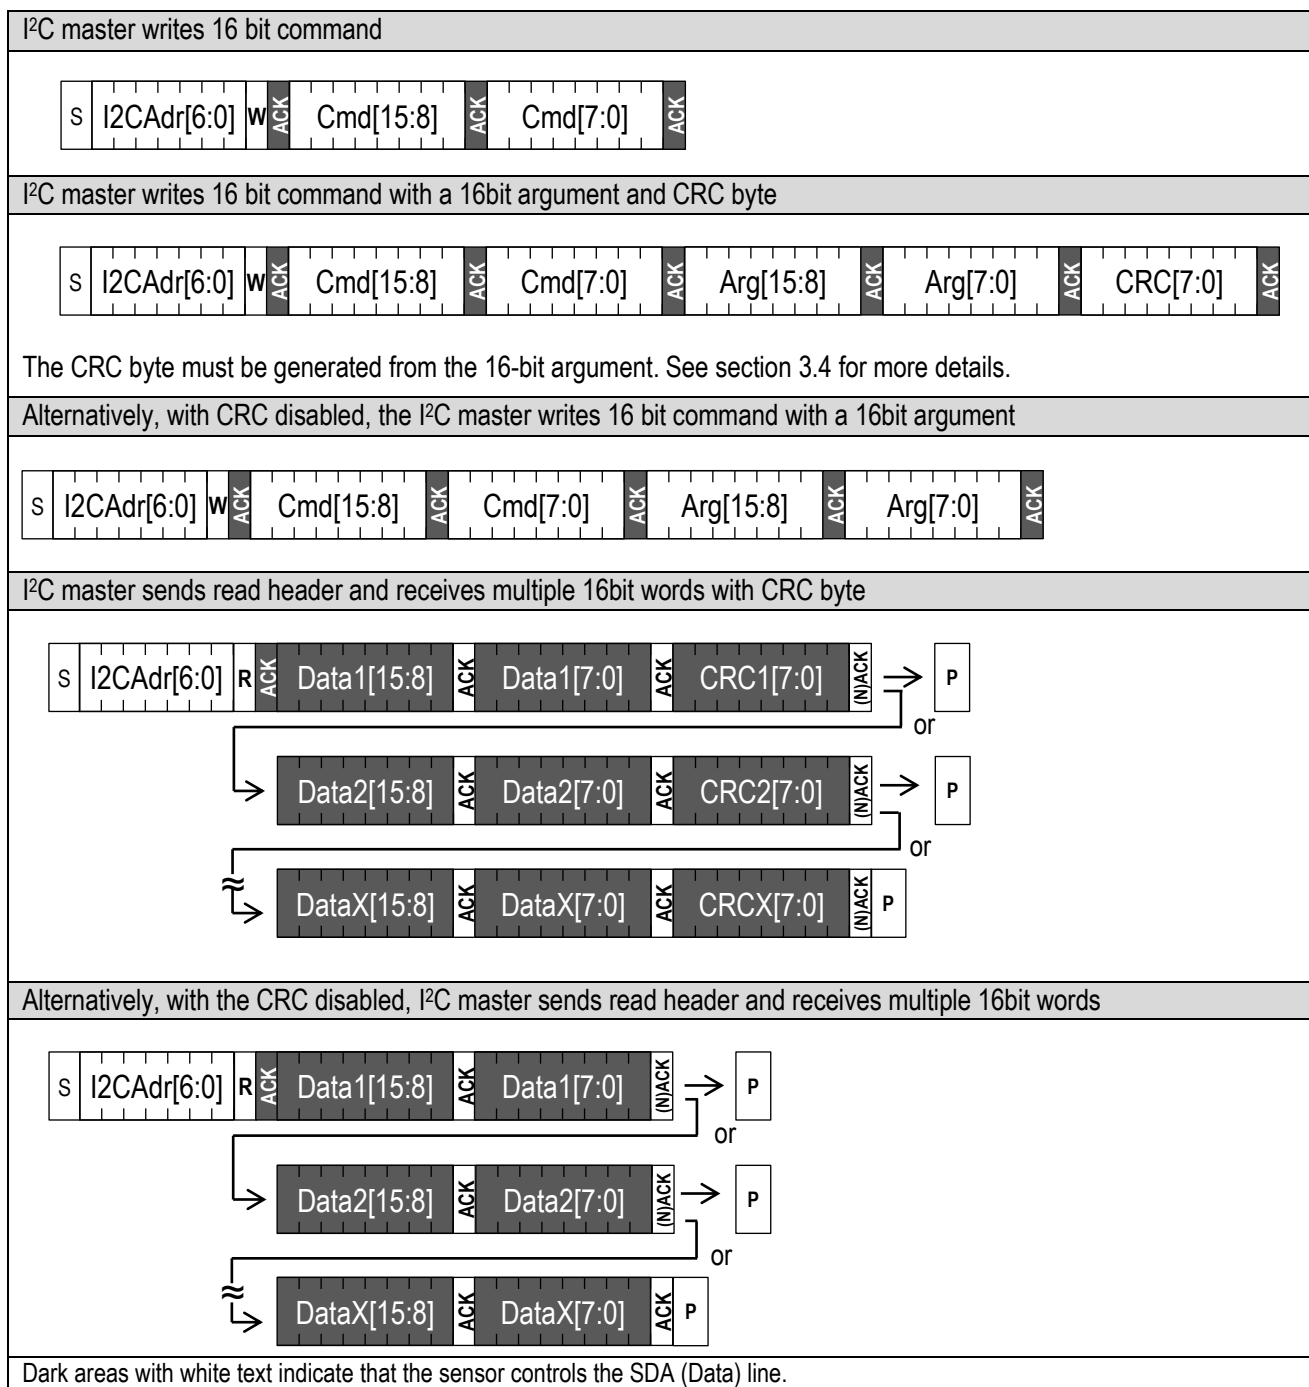 I²C master writes 16 bit command
S I2CAdr[6:0] W ACK Cmd[15:8] ACK Cmd[7:0] ACK
I²C master writes 16 bit command with a 16bit argument and CRC byte
S I2CAdr[6:0] W ACK Cmd[15:8] ACK Cmd[7:0] ACK Arg[15:8] ACK Arg[7:0] ACK CRC[7:0] ACK
The CRC byte must be generated from the 16-bit argument. See section 3.4 for more details.
Alternatively, with CRC disabled, the I²C master writes 16 bit command with a 16bit argument
S I2CAdr[6:0] W ACK Cmd[15:8] ACK Cmd[7:0] ACK Arg[15:8] ACK Arg[7:0] ACK
I²C master sends read header and receives multiple 16bit words with CRC byte
S I2CAdr[6:0] R ACK Data1[15:8] ACK Data1[7:0] ACK CRC1[7:0] (N)ACK P
or
Data2[15:8] ACK Data2[7:0] ACK CRC2[7:0] (N)ACK P
or
DataX[15:8] ACK DataX[7:0] ACK CRCX[7:0] (N)ACK P
Alternatively, with the CRC disabled, I²C master sends read header and receives multiple 16bit words
S I2CAdr[6:0] R ACK Data1[15:8] ACK Data1[7:0] (N)ACK P
or
Data2[15:8] ACK Data2[7:0] (N)ACK P
or
DataX[15:8] ACK DataX[7:0] ACK P
Dark areas with white text indicate that the sensor controls the SDA (Data) line.